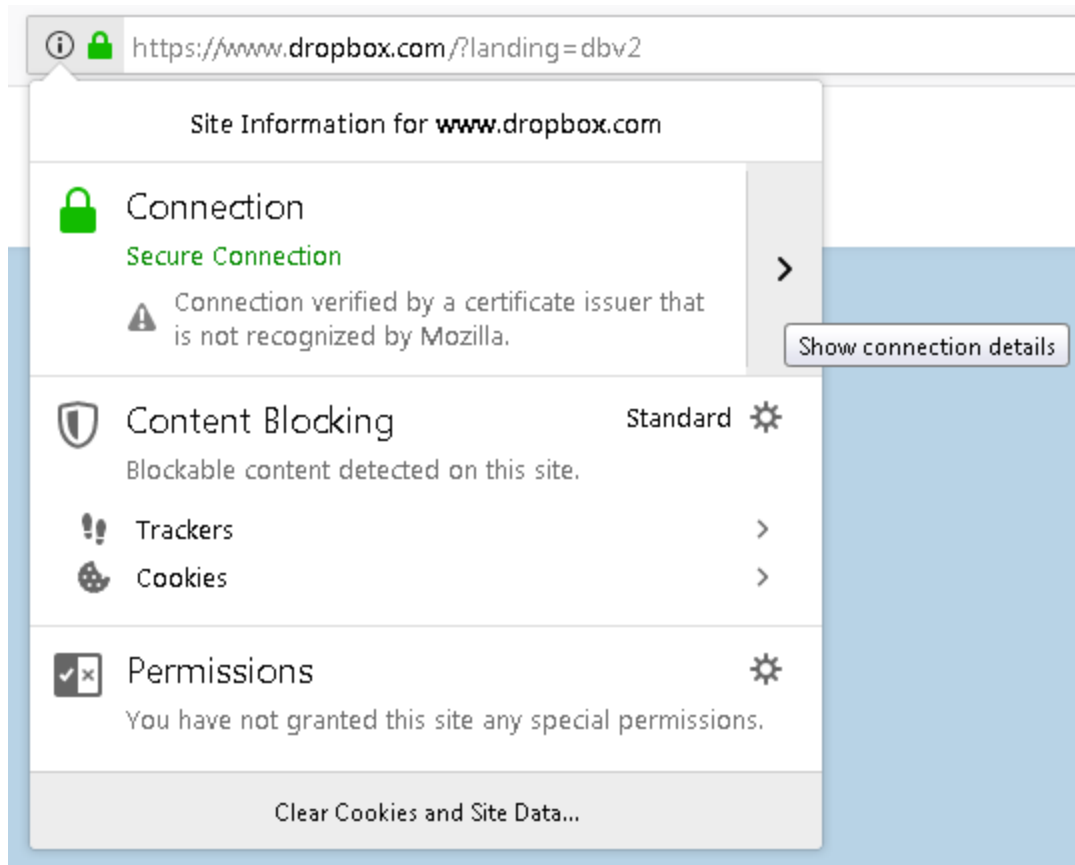 https://www.dropbox.com/?landing=dbv2
Site Information for www.dropbox.com
Connection
Secure Connection
Connection verified by a certificate issuer that
is not recognized by Mozilla.
Show connection details
Content Blocking
Standard
Blockable content detected on this site.
Trackers
Cookies
Permissions
You have not granted this site any special permissions.
Clear Cookies and Site Data...